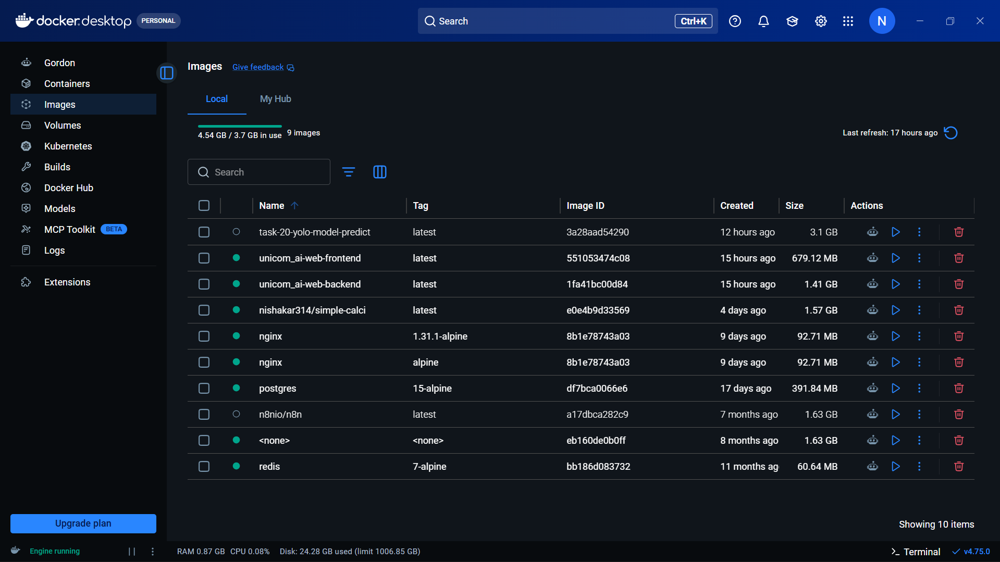 docker.desktop PERSONAL
Search Ctrl+K
N
Gordon
Containers
Images
Volumes
Kubernetes
Builds
Docker Hub
Models
MCP Toolkit BETA
Logs
Extensions
Upgrade plan
Images Give feedback
Local My Hub
4.54 GB / 3.7 GB in use 9 images
Last refresh: 17 hours ago
Search
Name Tag Image ID Created Size Actions
task-20-yolo-model-predict latest 3a28aad54290 12 hours ago 3.1 GB
unicom_ai-web-frontend latest 551053474c08 15 hours ago 679.12 MB
unicom_ai-web-backend latest 1fa41bc00d84 15 hours ago 1.41 GB
nishakar314/simple-calci latest e0e4b9d33569 4 days ago 1.57 GB
nginx 1.31.1-alpine 8b1e78743a03 9 days ago 92.71 MB
nginx alpine 8b1e78743a03 9 days ago 92.71 MB
postgres 15-alpine df7bca0066e6 17 days ago 391.84 MB
n8nio/n8n latest a17dbca282c9 7 months ago 1.63 GB
<none> <none> eb160de0b0ff 8 months ago 1.63 GB
redis 7-alpine bb186d083732 11 months ag 60.64 MB
Showing 10 items
Engine running
RAM 0.87 GB CPU 0.08% Disk: 24.28 GB used (limit 1006.85 GB)
Terminal v4.75.0